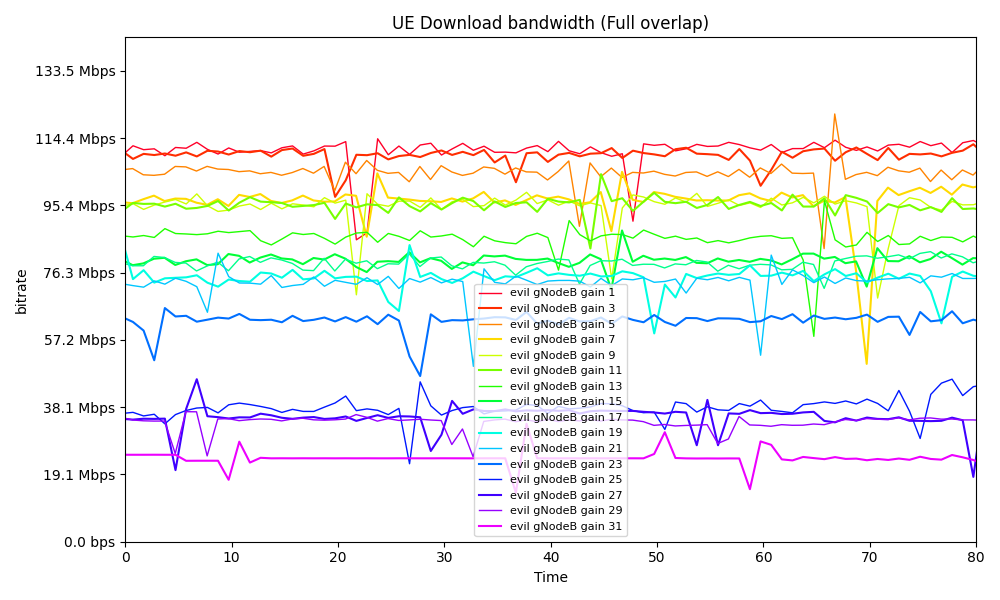 UE Download bandwidth (Full overlap)
bitrate
133.5 Mbps
114.4 Mbps
95.4 Mbps
76.3 Mbps
57.2 Mbps
38.1 Mbps
19.1 Mbps
0.0 bps
evil gNodeB gain 1
evil gNodeB gain 3
evil gNodeB gain 5
evil gNodeB gain 7
evil gNodeB gain 9
evil gNodeB gain 11
evil gNodeB gain 13
evil gNodeB gain 15
evil gNodeB gain 17
evil gNodeB gain 19
evil gNodeB gain 21
evil gNodeB gain 23
evil gNodeB gain 25
evil gNodeB gain 27
evil gNodeB gain 29
evil gNodeB gain 31
0 10 20 30 40 50 60 70 80
Time